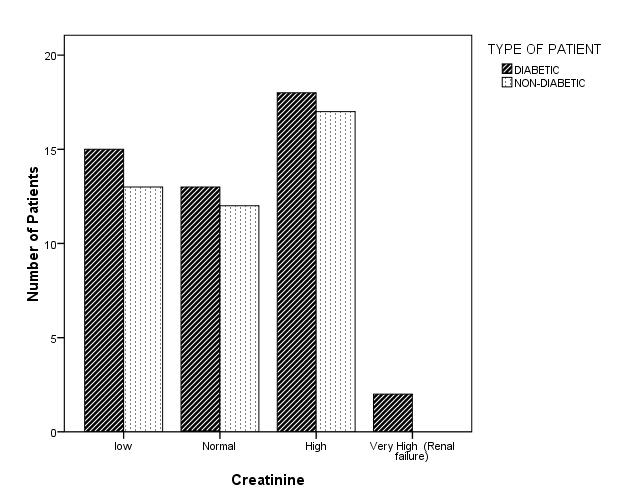 TYPE OF PATIENT
DIABETIC
NON-DIABETIC
20
15
10
5
0
Number of Patients
low
Normal
High
Very High (Renal
failure)
Creatinine